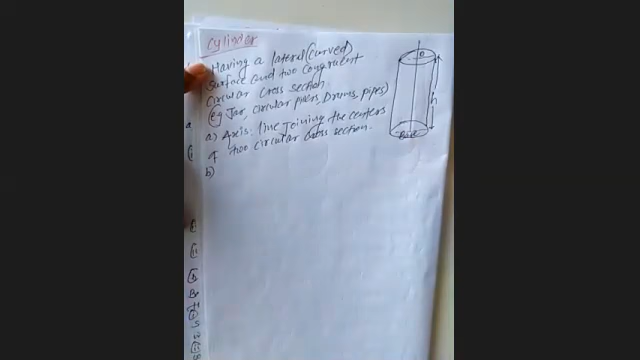 Cylinder
Having a lateral (curved)
surface and two congruent
circular cross section.
eg Jar, circular pillers, Drums, pipes)
a) Axis: line joining the centers
of two circular cross section.
b)
h
Base